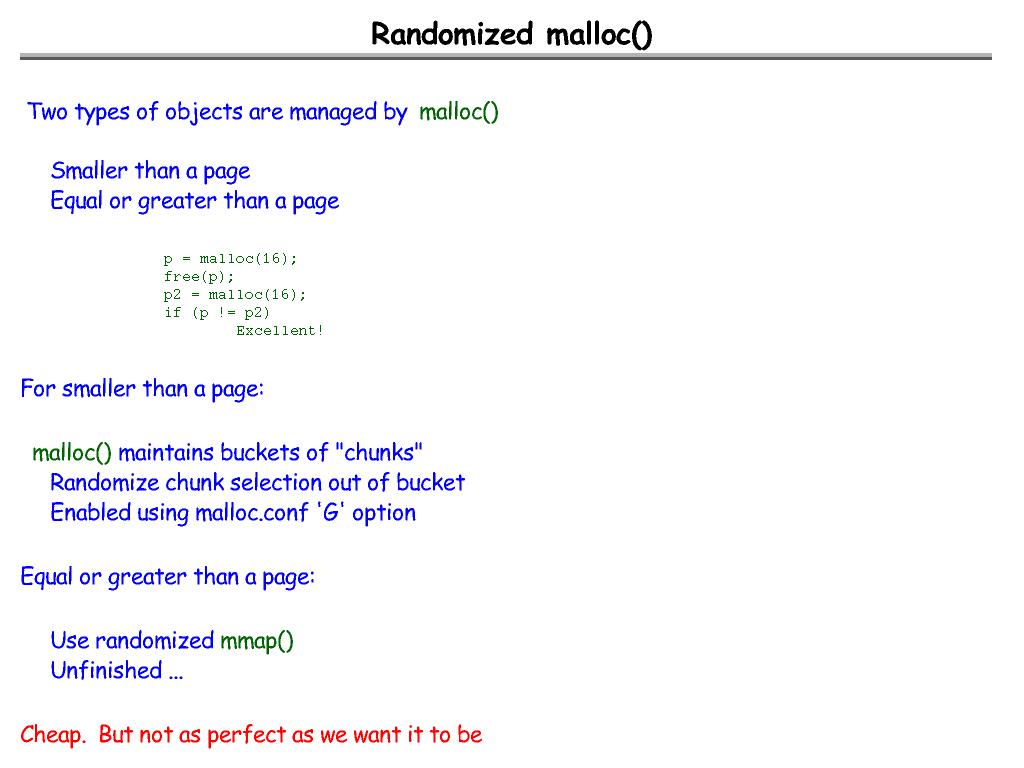 Randomized malloc()
Two types of objects are managed by malloc()
Smaller than a page
Equal or greater than a page
p = malloc(16);
free(p);
p2 = malloc(16);
if (p != p2)
Excellent!
For smaller than a page:
malloc() maintains buckets of "chunks"
Randomize chunk selection out of bucket
Enabled using malloc.conf 'G' option
Equal or greater than a page:
Use randomized mmap()
Unfinished ...
Cheap. But not as perfect as we want it to be